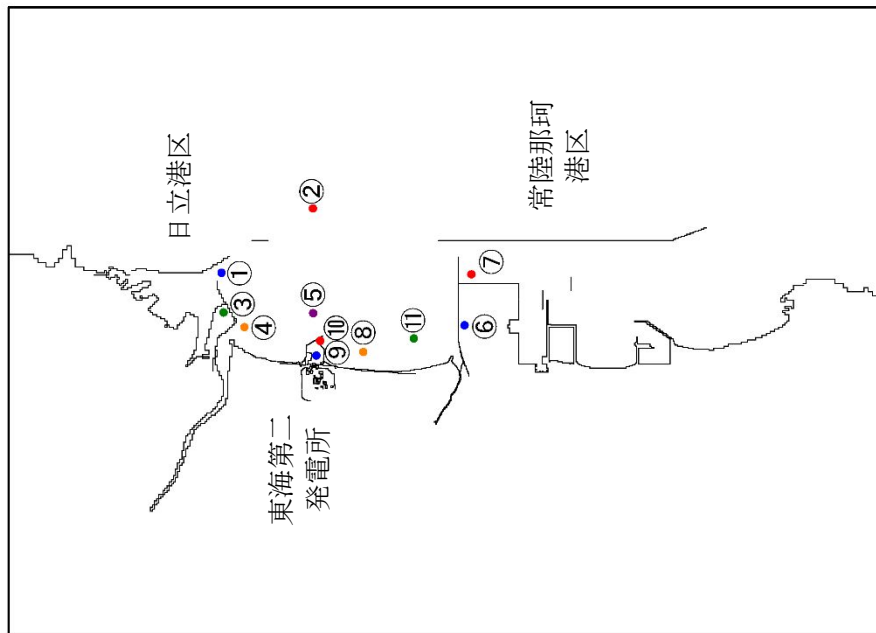 日立港区
常陸那珂
港区
②
①
③
④
⑤
⑦
⑥
⑩
⑨
⑧
⑪
東海第二
発電所